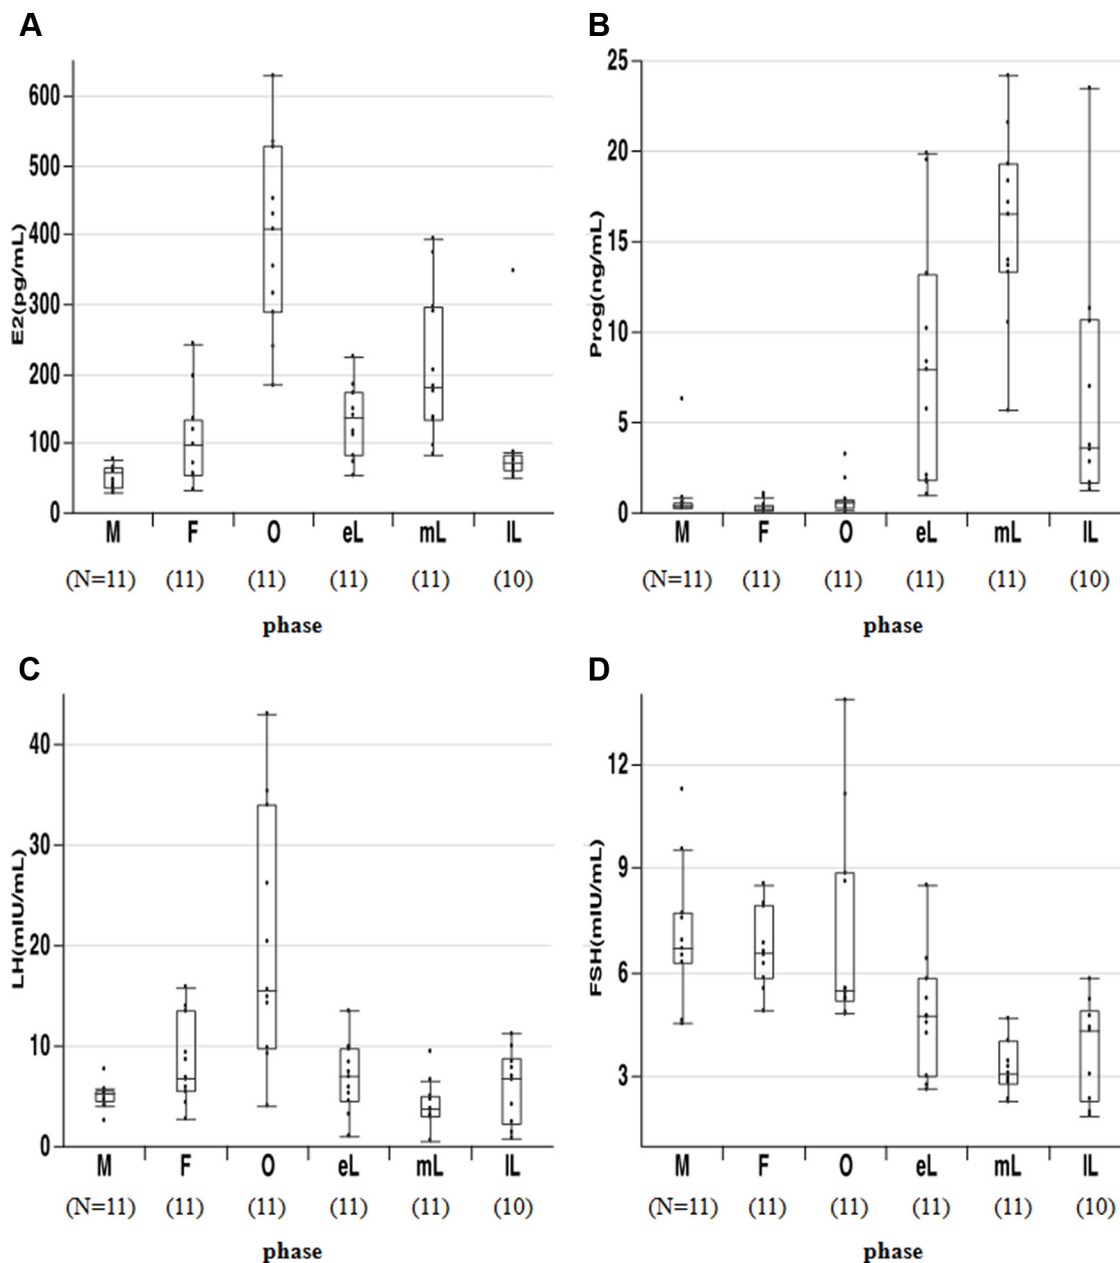 A
E2(pg/mL)
600
500
400
300
200
100
0
M F O eL mL lL
(N=11) (11) (11) (11) (11) (10)
phase
B
Prog(ng/mL)
25
20
15
10
5
0
M F O eL mL lL
(N=11) (11) (11) (11) (11) (10)
phase
C
LH(mIU/mL)
40
30
20
10
0
M F O eL mL lL
(N=11) (11) (11) (11) (11) (10)
phase
D
FSH(mIU/mL)
12
9
6
3
M F O eL mL lL
(N=11) (11) (11) (11) (11) (10)
phase